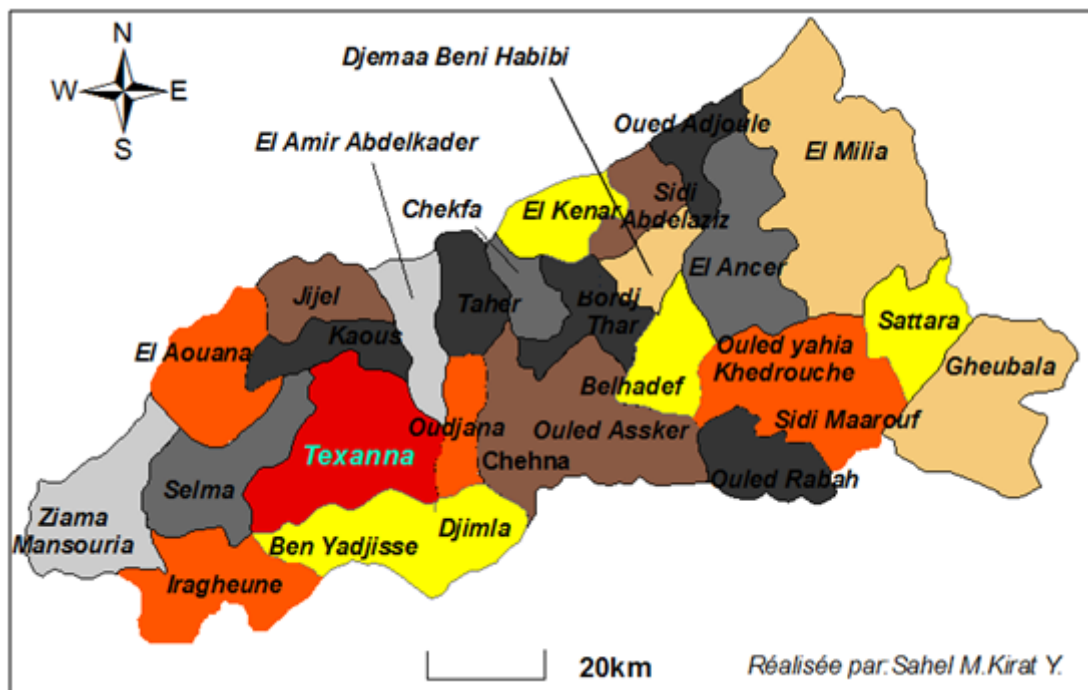 N
W
E
S
Djemaa Beni Habibi
El Amir Abdelkader
Oued Adjoule
El Milia
Chekfa
El Kenar
Sidi
Abdelaziz
El Ancer
Jijel
Taher
Bordj
Thar
Kaous
El Aouana
Sattara
Ouled yahia
Khedrouche
Gheubala
Belhadef
Sidi Maarouf
Oudjana
Ouled Assker
Texanna
Chehna
Ouled Rabah
Selma
Ziama
Mansouria
Djimla
Ben Yadjisse
Iragheune
20km
Réalisée par:Sahel M.Kirat Y.